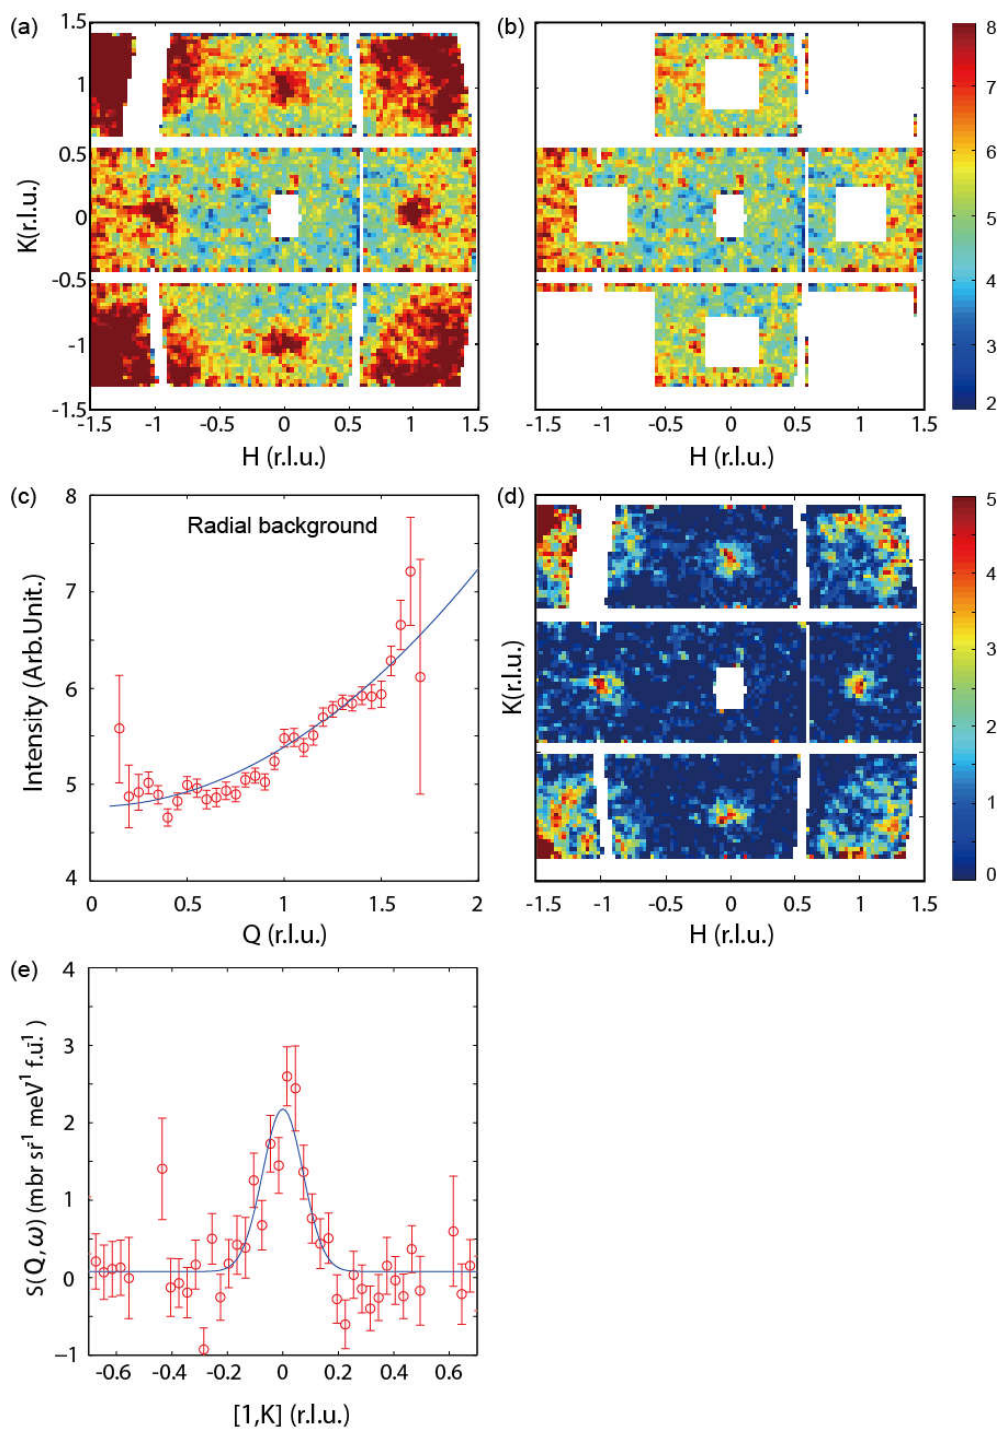 (a)
1.5
1
0.5
0
-0.5
-1
-1.5
K(r.l.u.)
-1.5 -1 -0.5 0 0.5 1 1.5
H (r.l.u.)
(b)
-1.5 -1 -0.5 0 0.5 1 1.5
H (r.l.u.)
8
7
6
5
4
3
2
(c)
8
7
6
5
4
Intensity (Arb.Unit.)
Radial background
0 0.5 1 1.5 2
Q (r.l.u.)
(d)
K(r.l.u.)
-1.5 -1 -0.5 0 0.5 1 1.5
H (r.l.u.)
5
4
3
2
1
0
(e)
4
3
2
1
0
−1
S(Q,ω) (mbr sr¯¹ meV¯¹ f.u.¯¹ )
-0.6 -0.4 -0.2 0 0.2 0.4 0.6
[1,K] (r.l.u.)